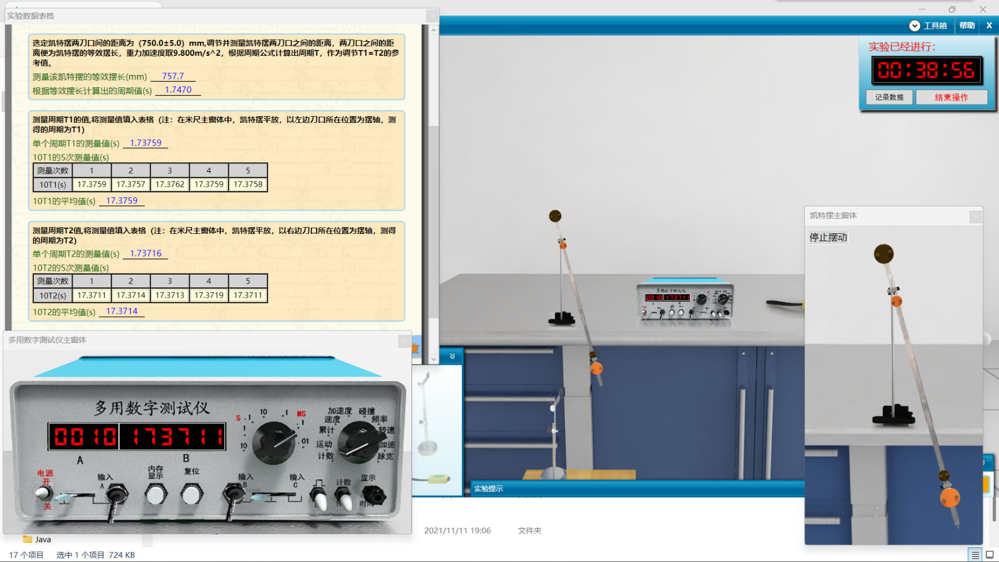 实验数据表格
选定凯特摆两刀口间的距离为（750.0±5.0）mm,调节并测量凯特摆两刀口之间的距离，两刀口之间的距
离便为凯特摆的等效摆长，重力加速度取9.800m/s^2，根据周期公式计算出周期T，作为调节T1=T2的参
考值。
测量该凯特摆的等效摆长(mm) 757.7
根据等效摆长计算出的周期值(s) 1.7470
测量周期T1的值,将测量值填入表格（注：在米尺主窗体中，凯特摆平放，以左边刀口所在位置为摆轴，测
得的周期为T1）
单个周期T1的测量值(s) 1.73759
10T1的5次测量值(s)
测量次数 1 2 3 4 5
10T1(s) 17.3759 17.3757 17.3762 17.3759 17.3758
10T1的平均值(s) 17.3759
测量周期T2值,将测量值填入表格（注：在米尺主窗体中，凯特摆平放，以右边刀口所在位置为摆轴，测得
的周期为T2）
单个周期T2的测量值(s) 1.73716
10T2的5次测量值(s)
测量次数 1 2 3 4 5
10T2(s) 17.3711 17.3714 17.3713 17.3719 17.3711
10T2的平均值(s) 17.3714
工具箱 帮助 X
实验已经进行：
00:38:56
记录数据 结束操作
凯特摆主窗体
停止摆动
多用数字测试仪
0010 173711
多用数字测试仪主窗体
多用数字测试仪
0010 173711
A B
S .1 10 .1 MS
1 .1
10 .01
加速度 碰撞
速度 频率
累计 转速
运动 加速
计数 脉宽
电源
开
关
输入
A
内存
显示
复位
输入
B
输入
C
计数
显示
时间
实验提示
2021/11/11 19:06 文件夹
Java
17 个项目 选中 1 个项目 724 KB